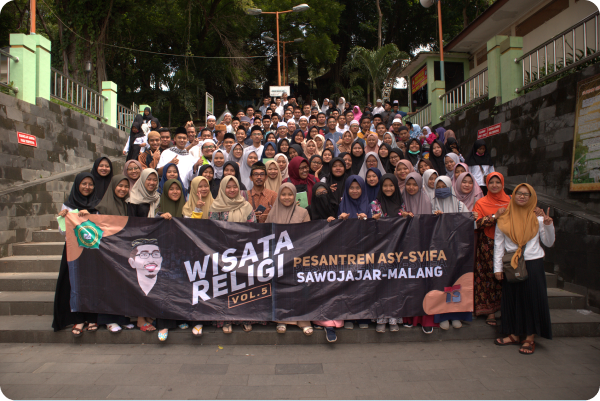 WISATA
RELIGI
VOL.5
PESANTREN ASY-SYIFA
SAWOJAJAR-MALANG